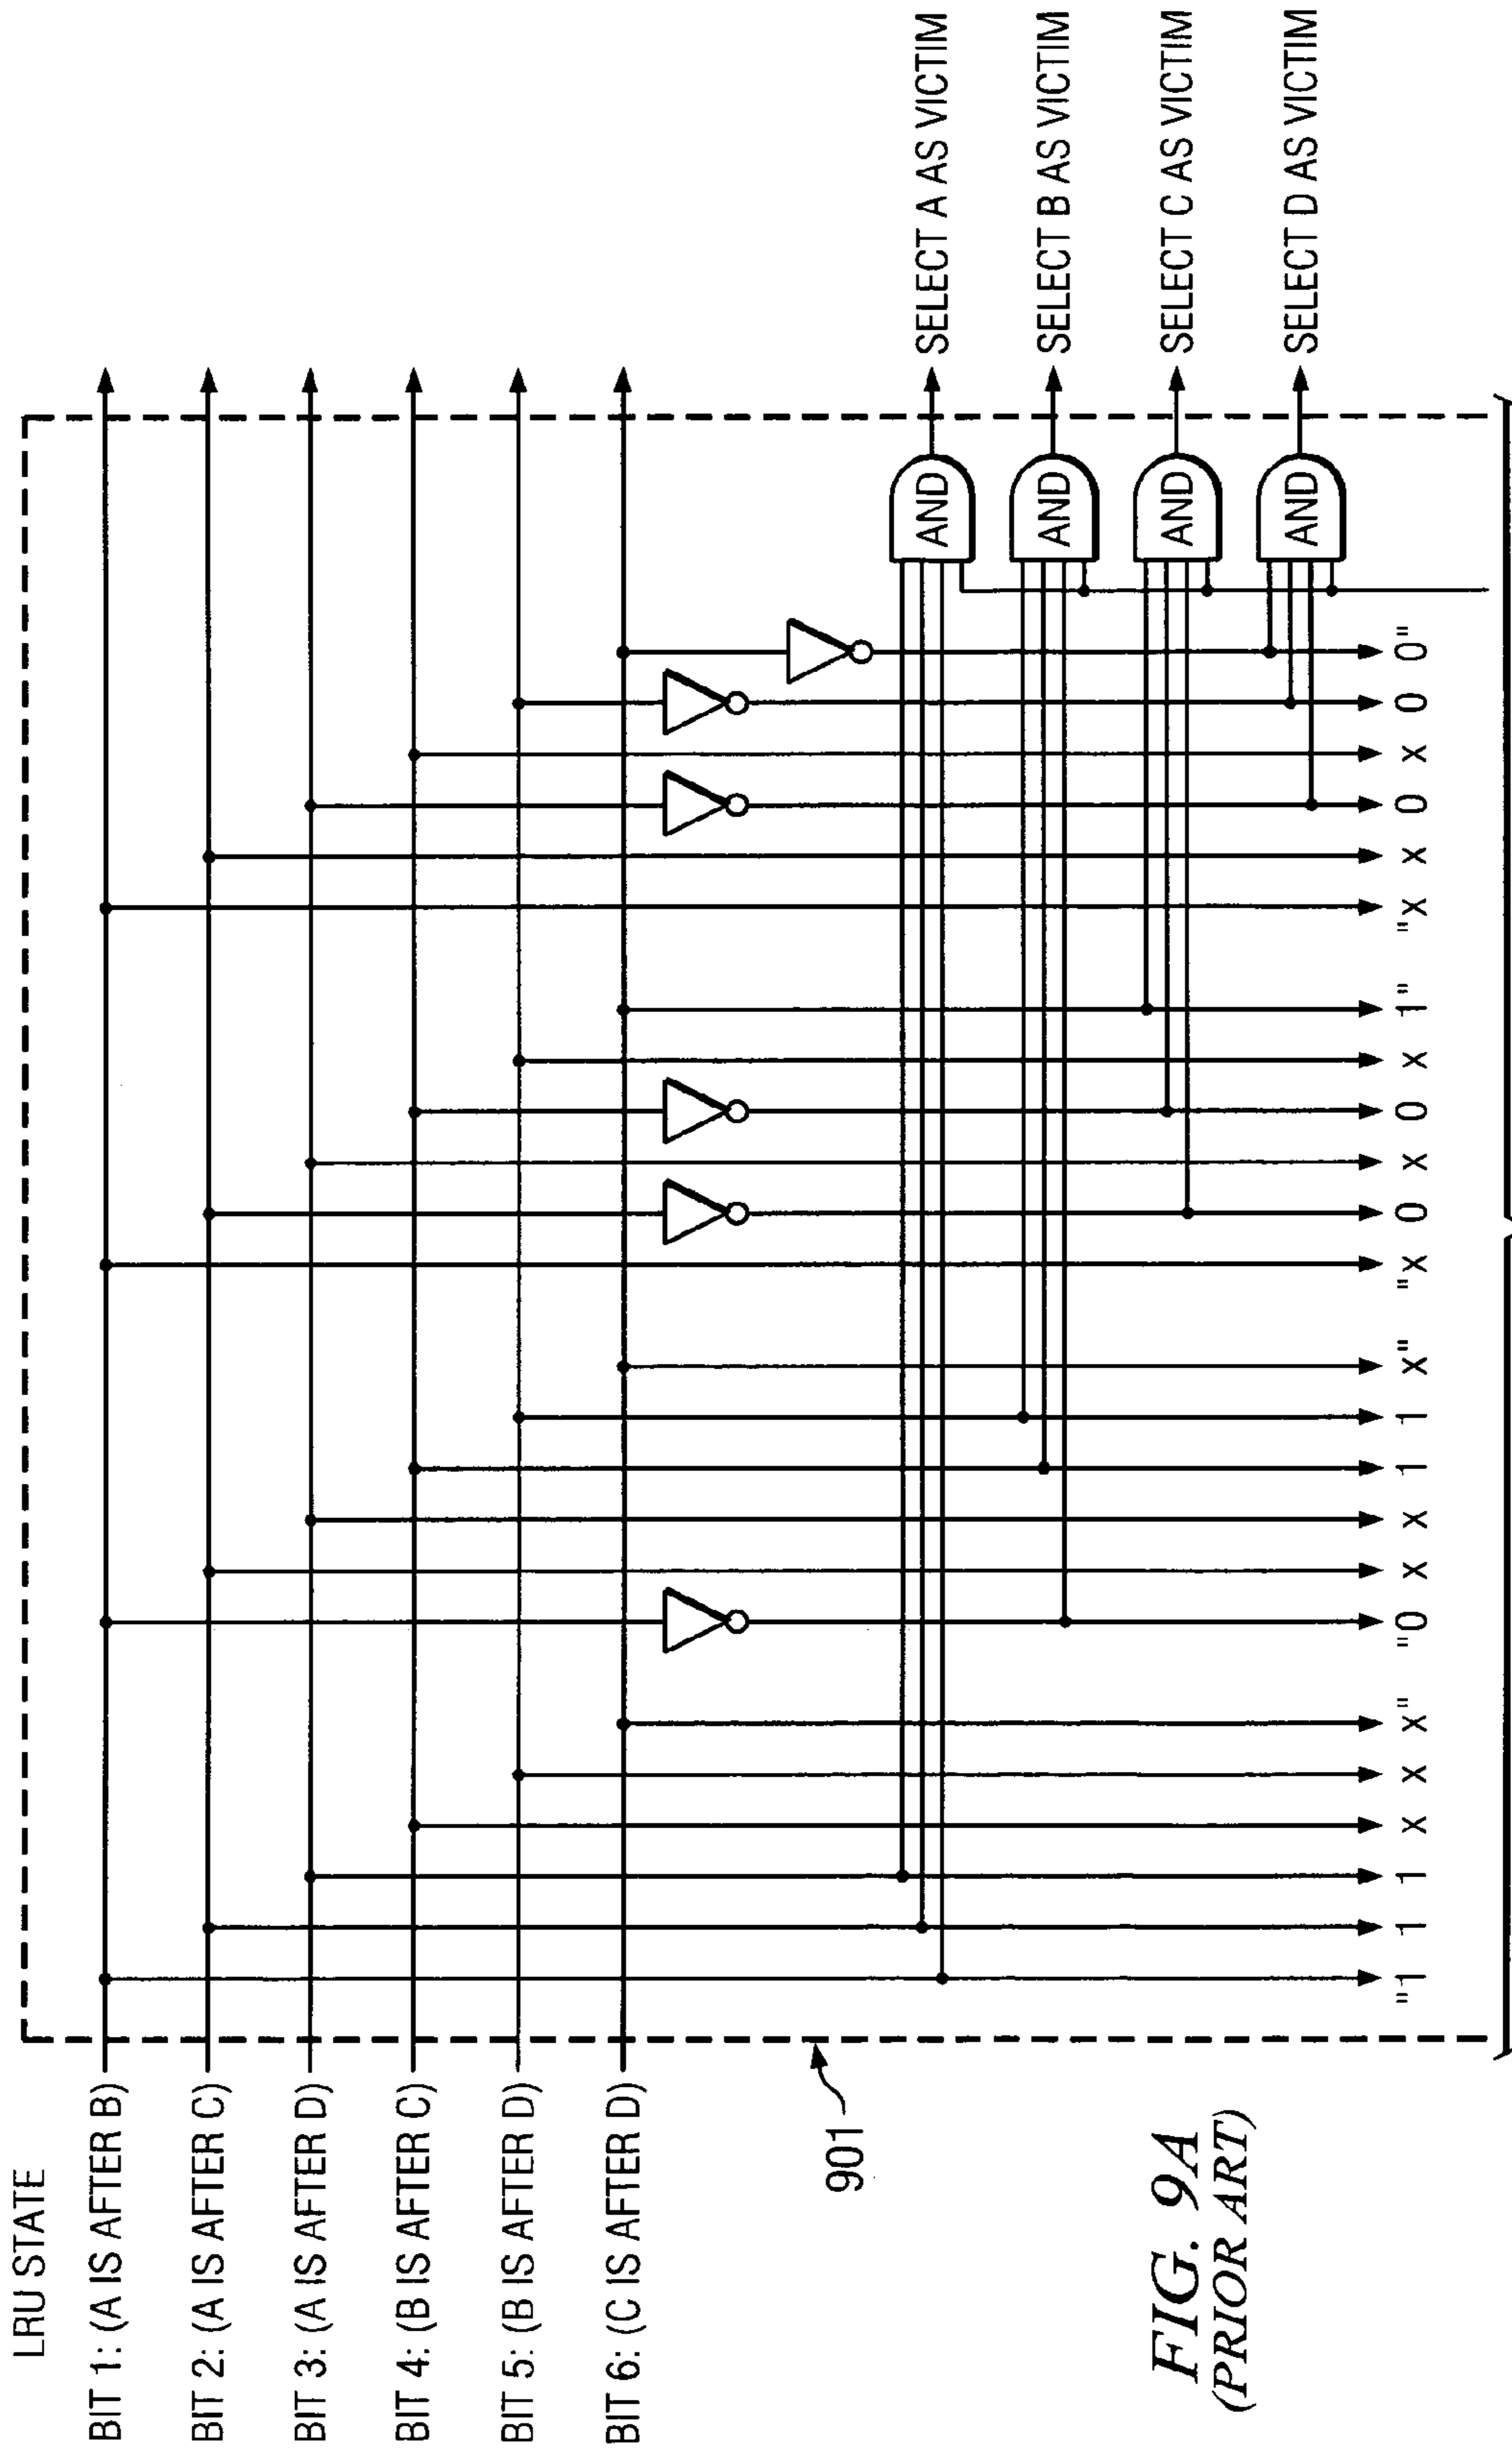 LRU STATE
BIT 1: (A IS AFTER B)
BIT 2: (A IS AFTER C)
BIT 3: (A IS AFTER D)
BIT 4: (B IS AFTER C)
BIT 5: (B IS AFTER D)
BIT 6: (C IS AFTER D)
901
AND
SELECT A AS VICTIM
AND
SELECT B AS VICTIM
AND
SELECT C AS VICTIM
AND
SELECT D AS VICTIM
"1 1 1 x x x" "0 x x 1 1 x" "x 0 x 0 x 1" "x x 0 x 0 0"
FIG. 9A
(PRIOR ART)